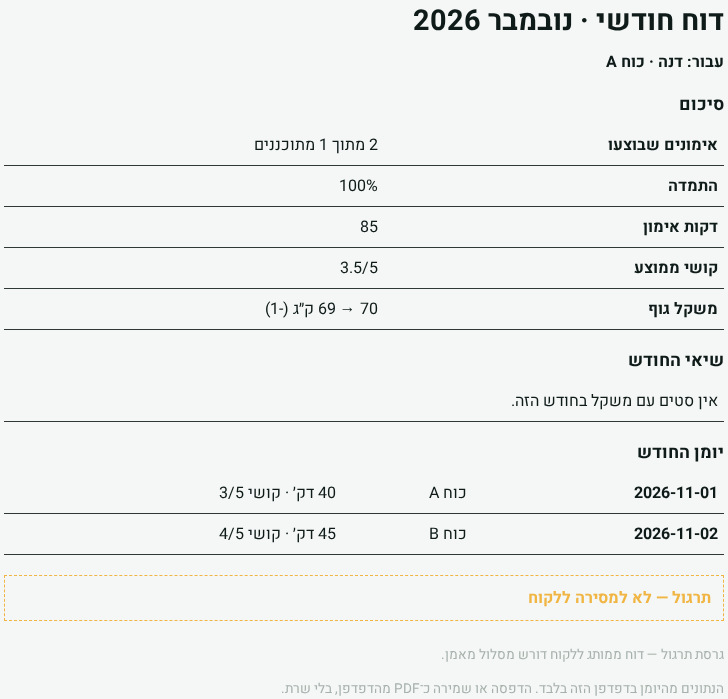 דוח חודשי · נובמבר 2026
עבור: דנה · כוח A
סיכום
אימונים שבוצעו 2 מתוך 1 מתוכננים
התמדה 100%
דקות אימון 85
קושי ממוצע 3.5/5
משקל גוף 70 → 69 ק״ג (-1)
שיאי החודש
אין סטים עם משקל בחודש הזה.
יומן החודש
2026-11-01 כוח A 40 דק׳ · קושי 3/5
2026-11-02 כוח B 45 דק׳ · קושי 4/5
תרגול — לא למסירה ללקוח
גרסת תרגול — דוח ממותג ללקוח דורש מסלול מאמן.
הנתונים מהיומן בדפדפן הזה בלבד. הדפסה או שמירה כ־PDF מהדפדפן, בלי שרת.